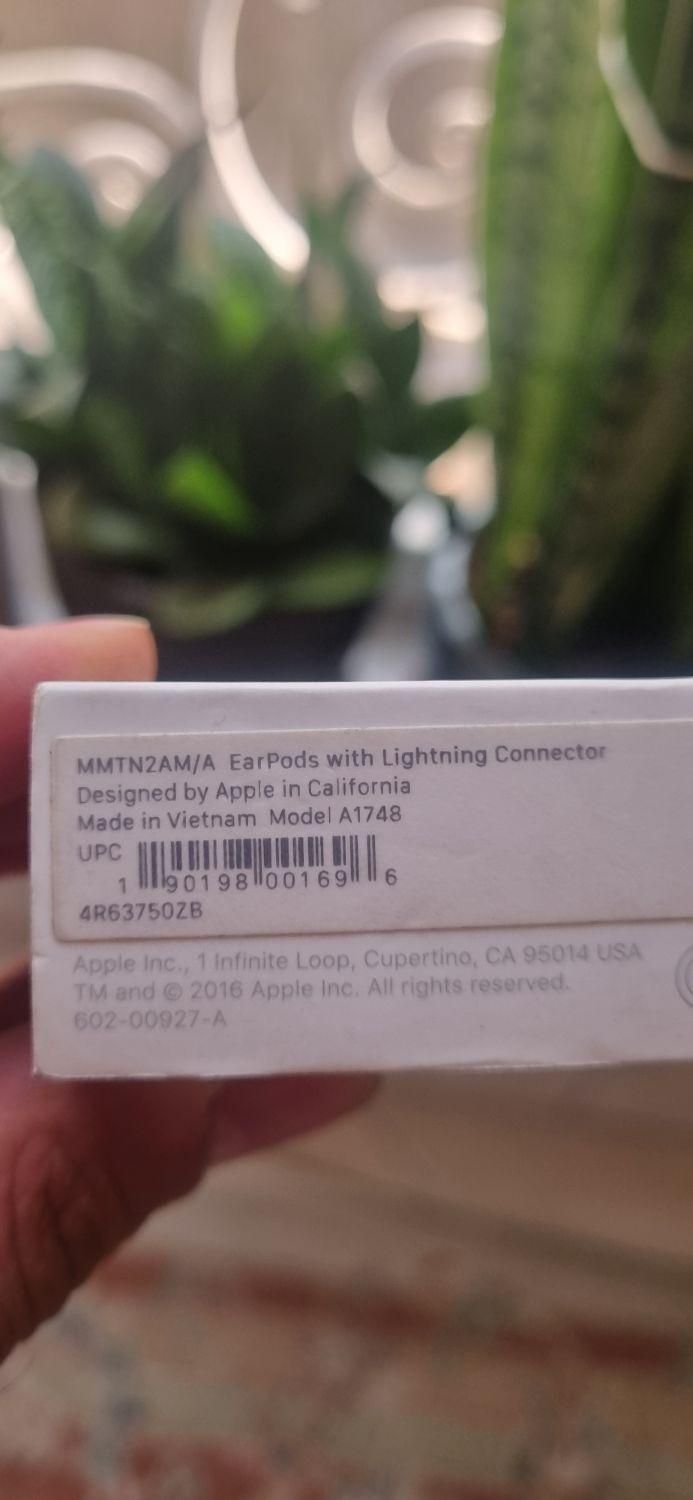 MMTN2AM/A EarPods with Lightning Connector
Designed by Apple in California
Made in Vietnam Model A1748
UPC
1 90198 00169 6
4R63750ZB
Apple Inc., 1 Infinite Loop, Cupertino, CA 95014 USA
TM and © 2016 Apple Inc. All rights reserved.
602-00927-A